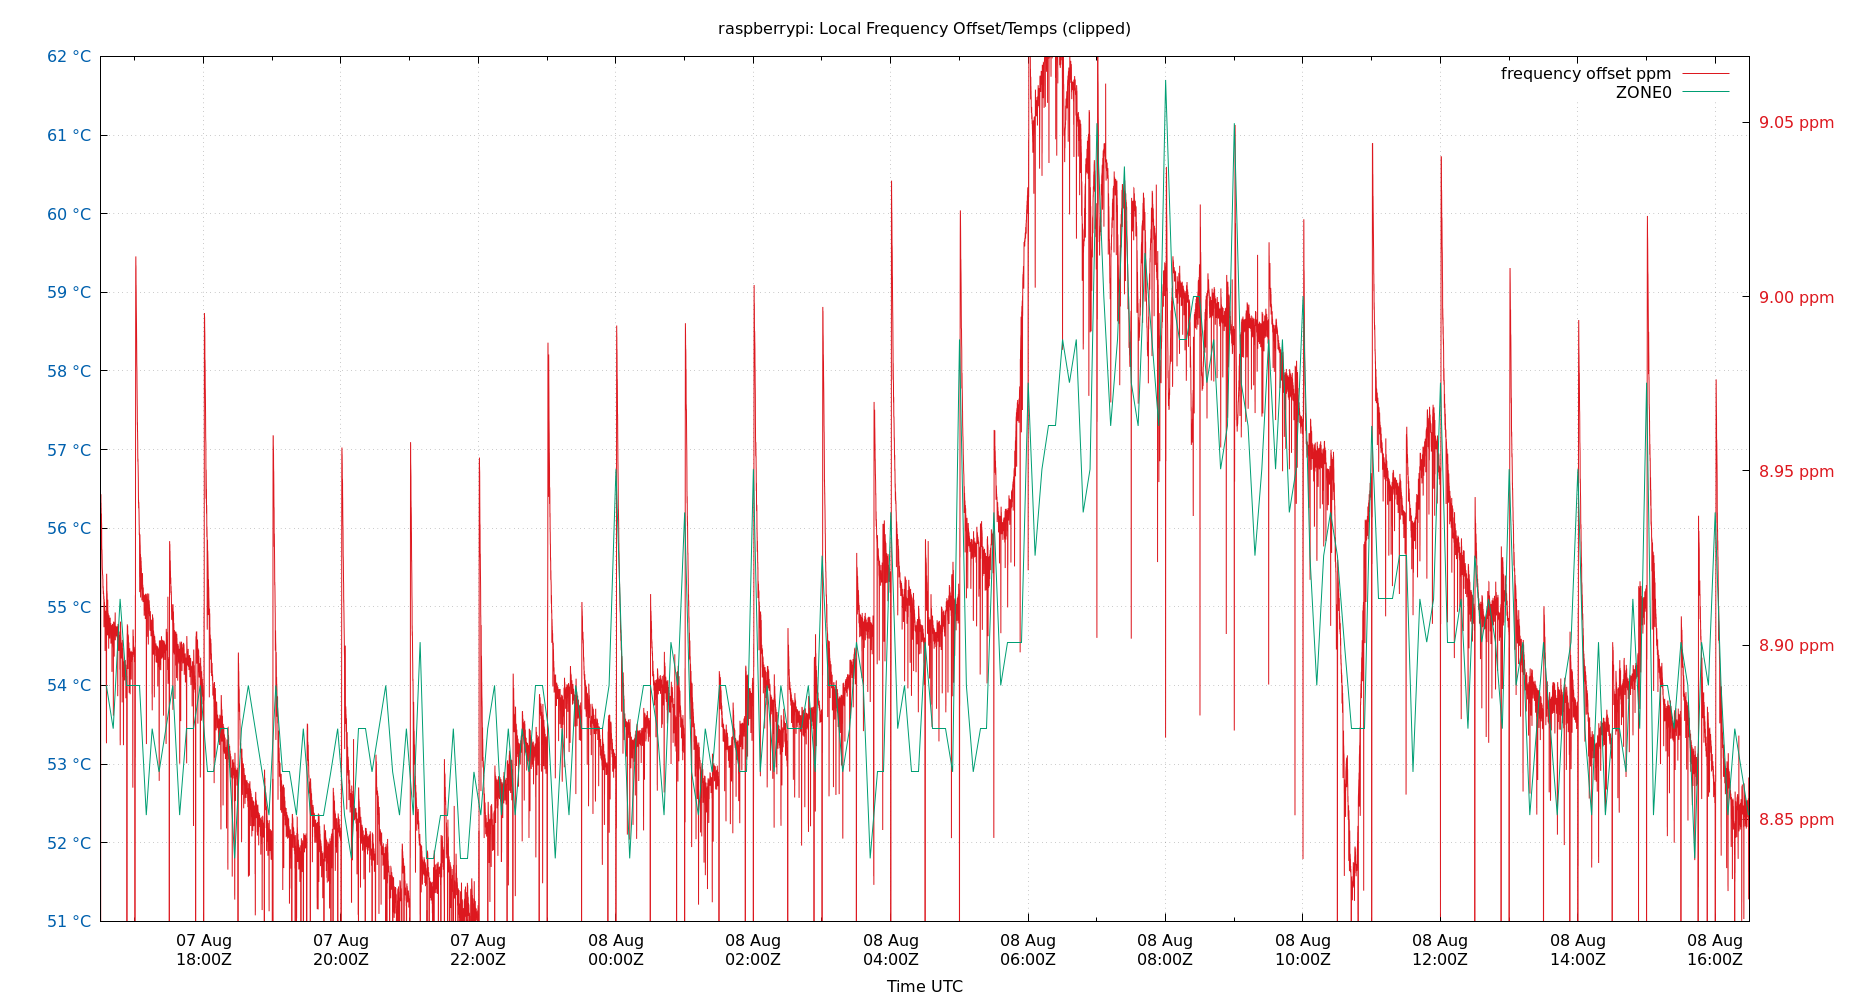 raspberrypi: Local Frequency Offset/Temps (clipped)
frequency offset ppm
ZONE0
62 °C
61 °C
60 °C
59 °C
58 °C
57 °C
56 °C
55 °C
54 °C
53 °C
52 °C
51 °C
9.05 ppm
9.00 ppm
8.95 ppm
8.90 ppm
8.85 ppm
07 Aug
18:00Z
07 Aug
20:00Z
07 Aug
22:00Z
08 Aug
00:00Z
08 Aug
02:00Z
08 Aug
04:00Z
08 Aug
06:00Z
08 Aug
08:00Z
08 Aug
10:00Z
08 Aug
12:00Z
08 Aug
14:00Z
08 Aug
16:00Z
Time UTC